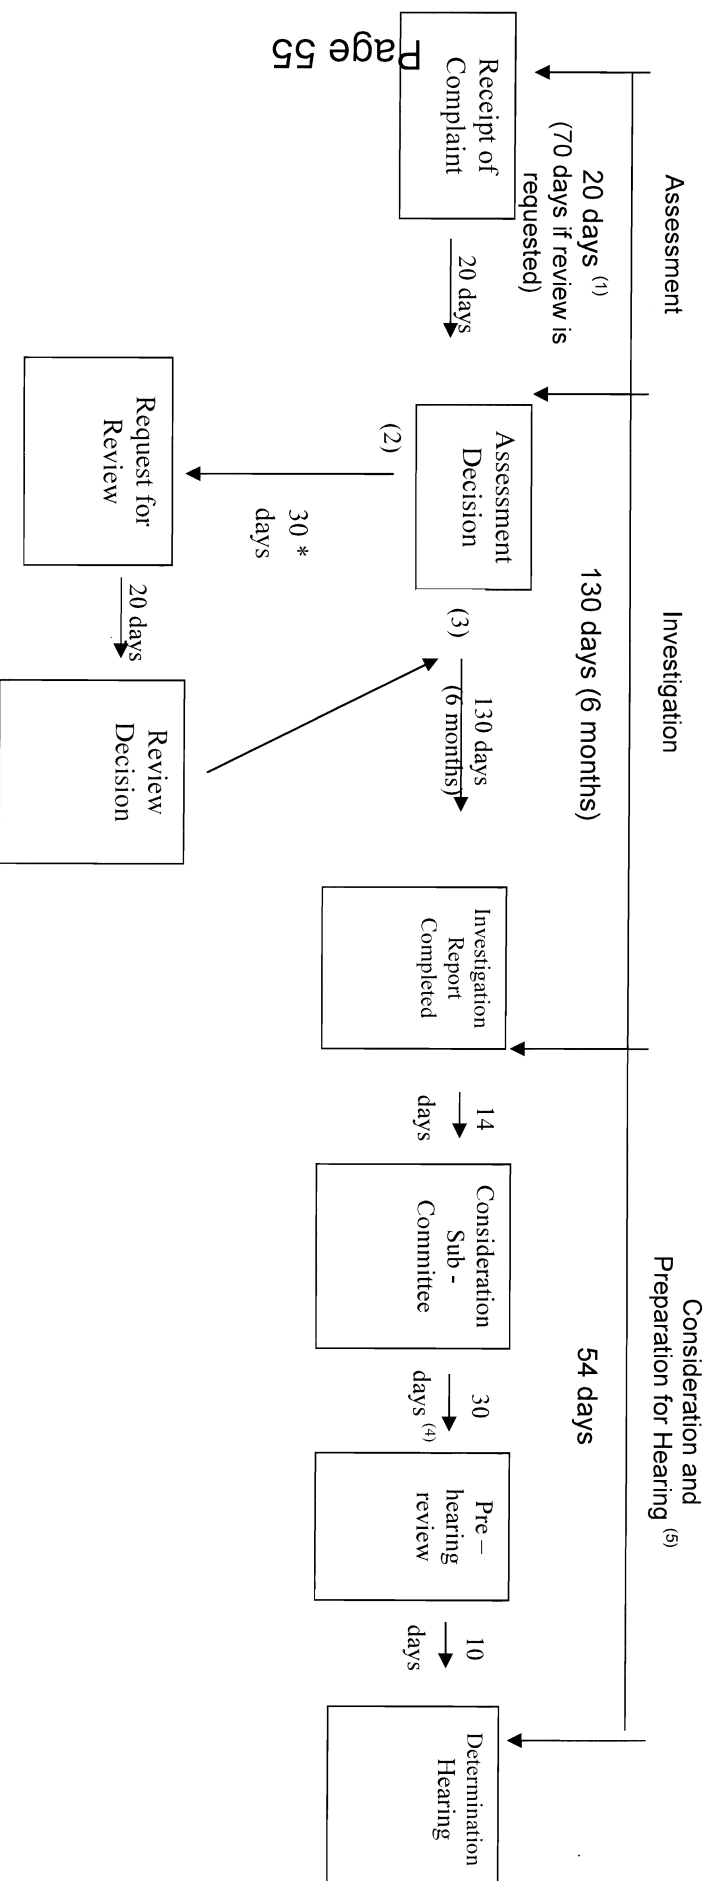 Assessment
Investigation
Consideration and
Preparation for Hearing (5)
20 days (1)
(70 days if review is
requested)
130 days (6 months)
54 days
Page 55
Receipt of
Complaint
20 days
Assessment
Decision
(2)
(3)
30 *
days
Request for
Review
20 days
Review
Decision
130 days
(6 months)
Investigation
Report
Completed
14
days
Consideration
Sub -
Committee
30
days (4)
Pre –
hearing
review
10
days
Determination
Hearing